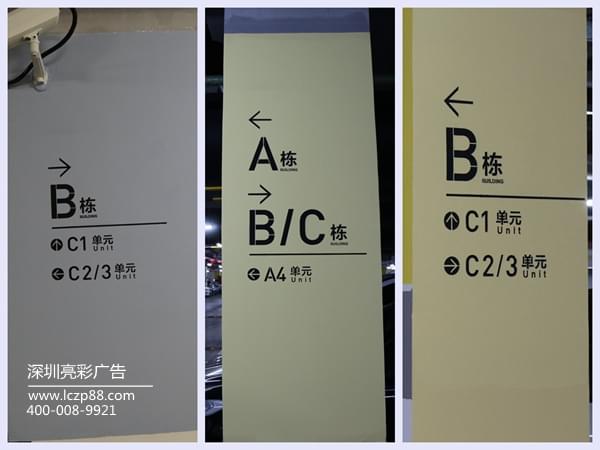 →
B栋
BUILDING
↑ C1 单元
Unit
← C2/3 单元
Unit
深圳亮彩广告
www.lczp88.com
400-008-9921
←
A栋
BUILDING
→
B/C栋
BUILDING
← A4 单元
Unit
←
B栋
BUILDING
↑ C1 单元
Unit
→ C2/3 单元
Unit